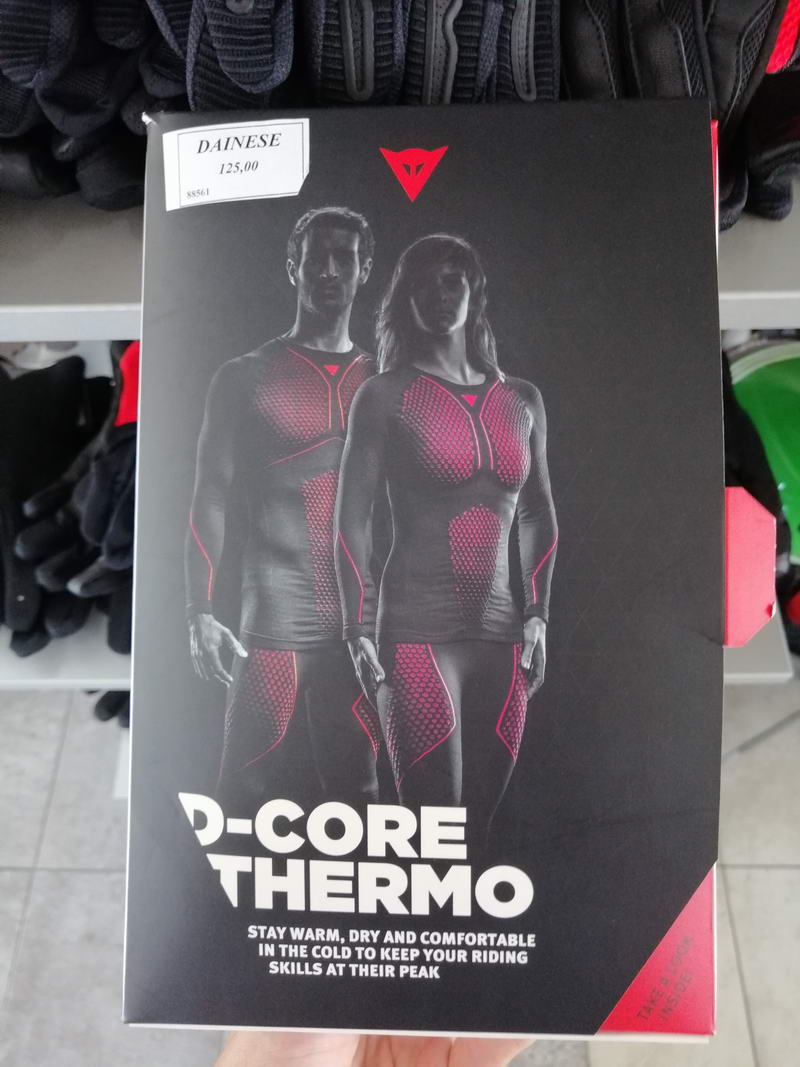 DAINESE
125,00
88561
D-CORE
THERMO
STAY WARM, DRY AND COMFORTABLE
IN THE COLD TO KEEP YOUR RIDING
SKILLS AT THEIR PEAK
TAKE A LOOK
INSIDE